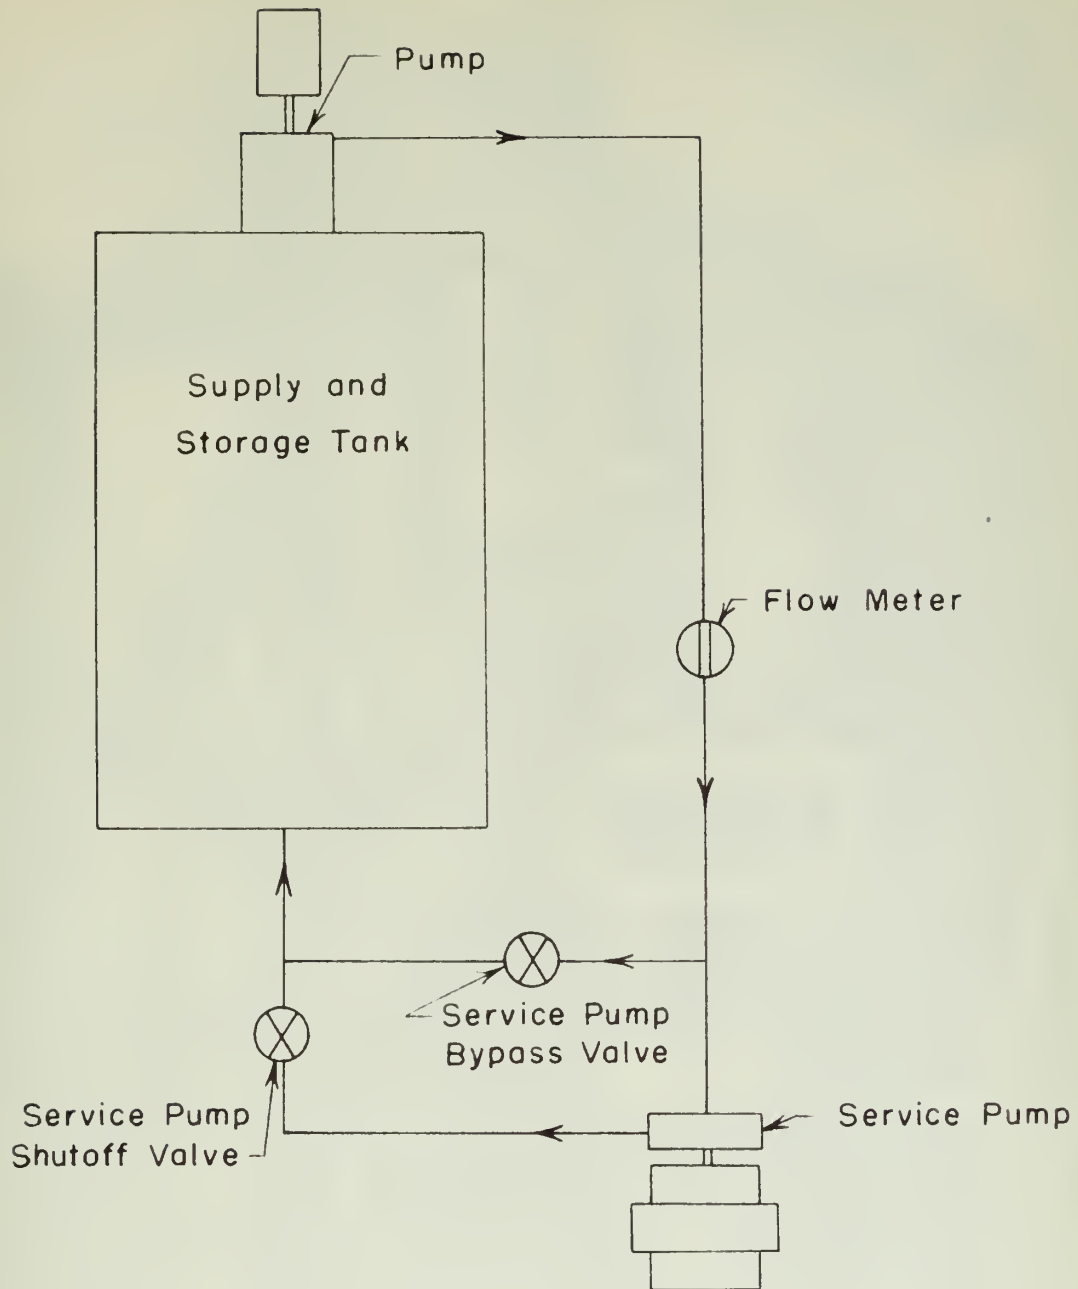 Pump
Supply and
Storage Tank
Flow Meter
Service Pump
Bypass Valve
Service Pump
Shutoff Valve
Service Pump